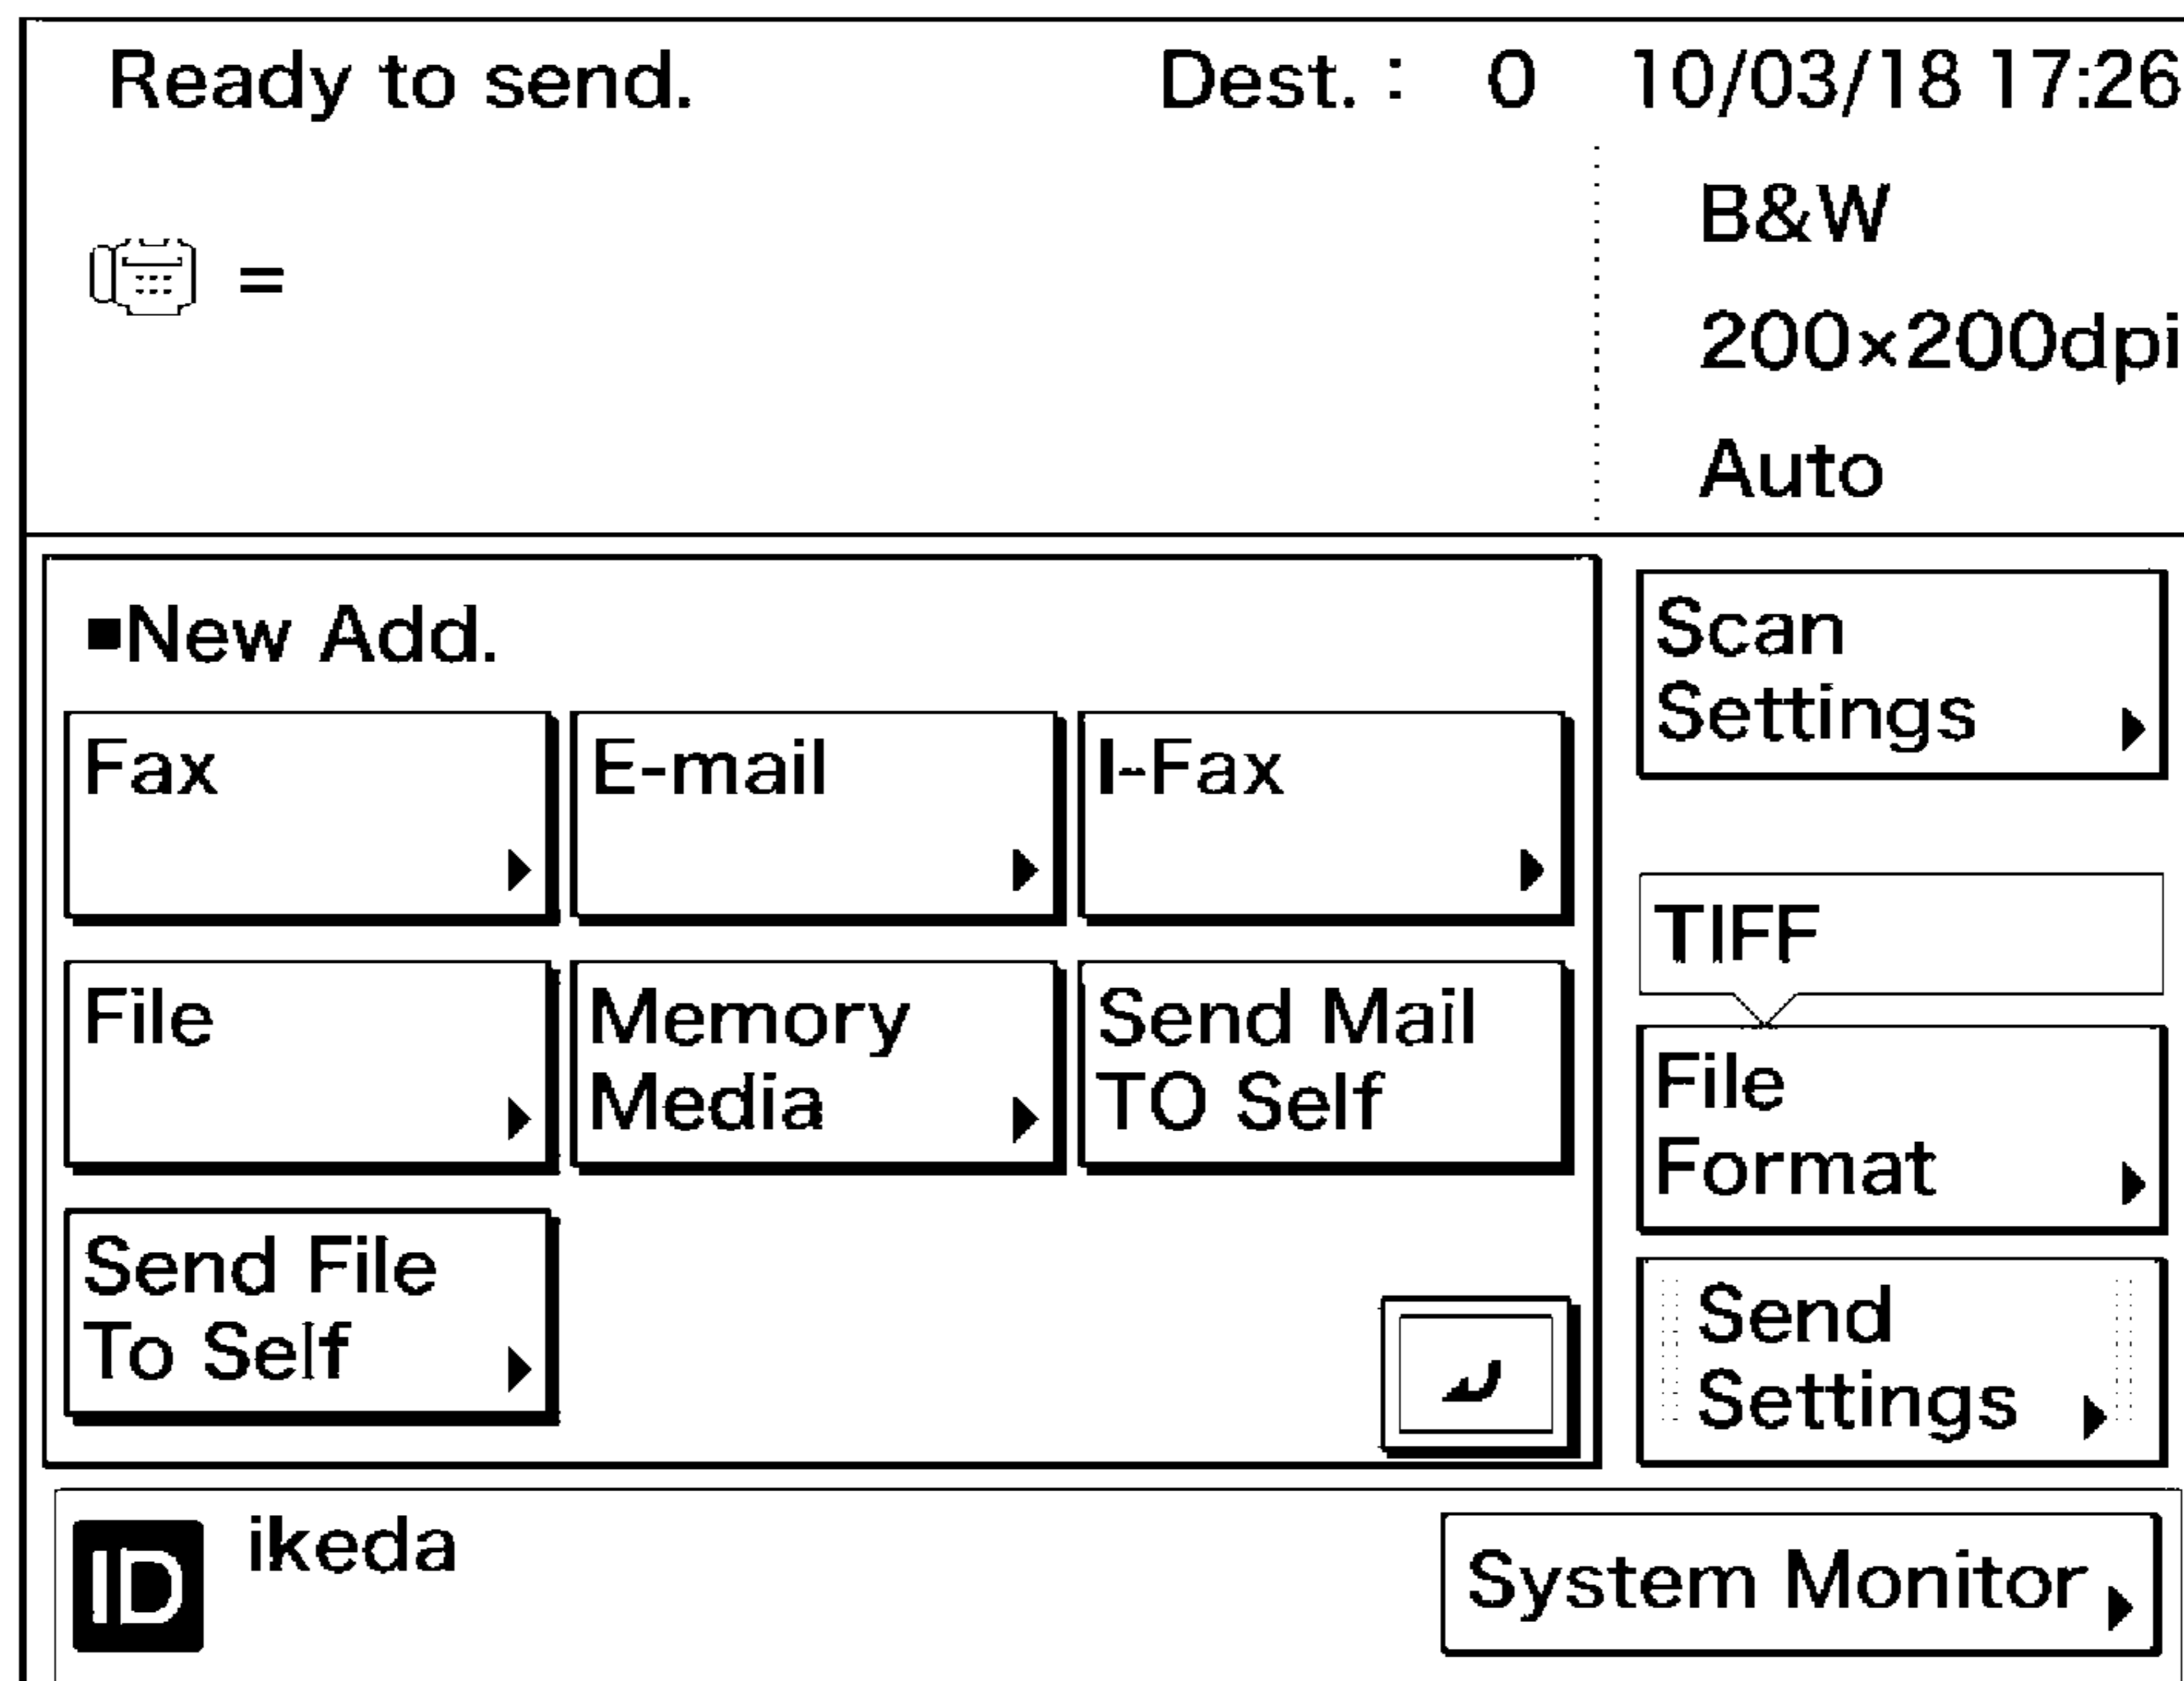 Ready to send. Dest. : 0 10/03/18 17:26
B&W
=
200×200dpi
Auto
■New Add.
Scan
Settings
Fax
E-mail
I-Fax
TIFF
File
Memory
Media
Send Mail
TO Self
File
Format
Send File
To Self
Send
Settings
ID
ikeda
System Monitor